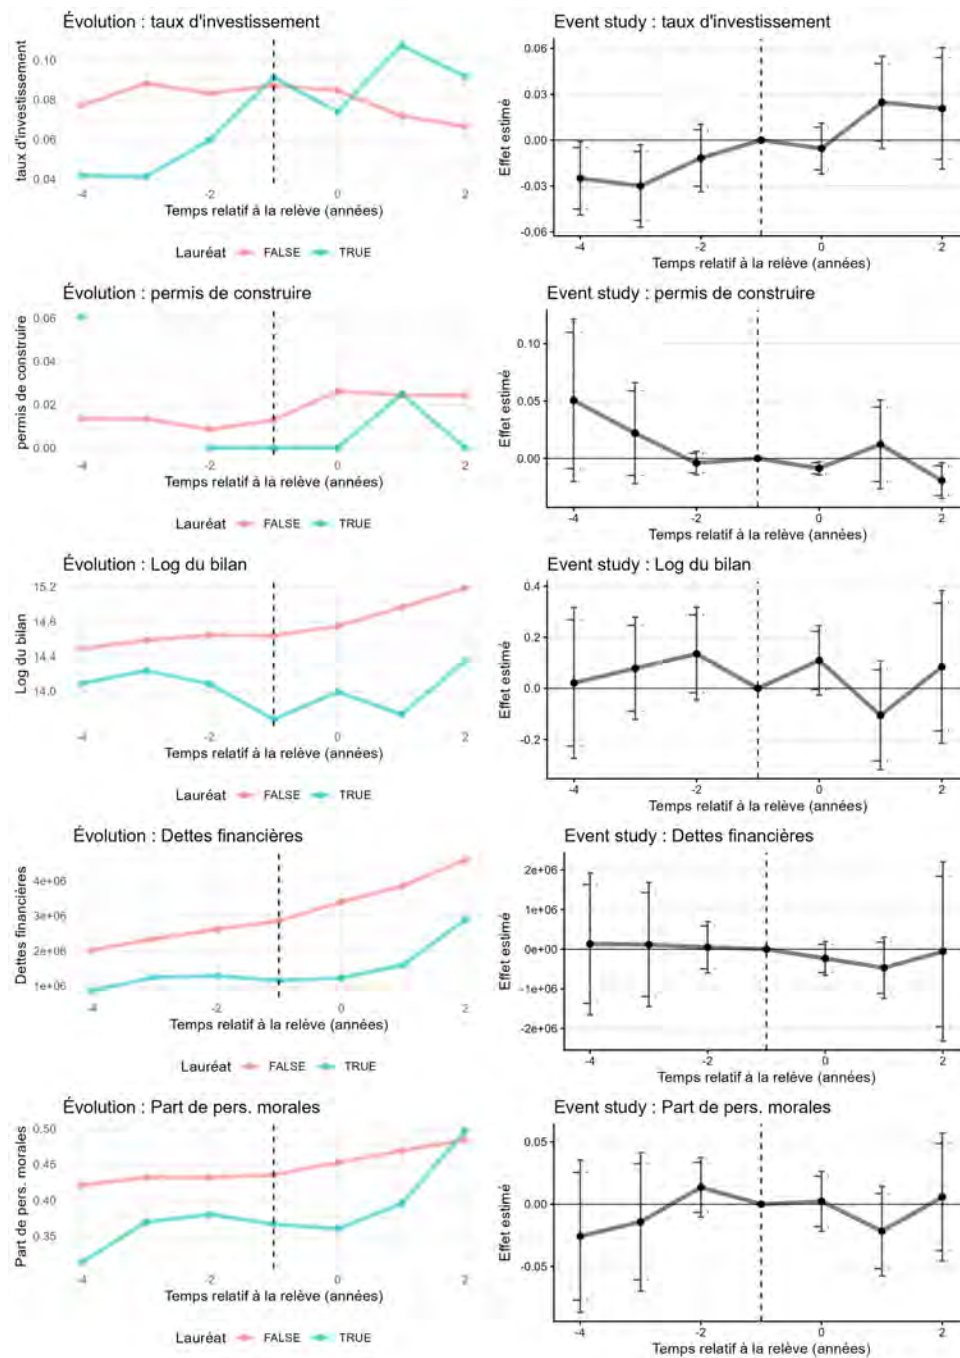 Évolution : taux d'investissement
taux d'investissement
0.10
0.08
0.06
0.04
-4
-2
0
2
Temps relatif à la relève (années)
Lauréat FALSE TRUE
Event study : taux d'investissement
Effet estimé
0.06
0.03
0.00
-0.03
-0.06
-4
-2
0
2
Temps relatif à la relève (années)
Évolution : permis de construire
permis de construire
0.06
0.04
0.02
0.00
-4
-2
0
2
Temps relatif à la relève (années)
Lauréat FALSE TRUE
Event study : permis de construire
Effet estimé
0.10
0.05
0.00
-4
-2
0
2
Temps relatif à la relève (années)
Évolution : Log du bilan
Log du bilan
15.2
14.8
14.4
14.0
-4
-2
0
2
Temps relatif à la relève (années)
Lauréat FALSE TRUE
Event study : Log du bilan
Effet estimé
0.4
0.2
0.0
-0.2
-4
-2
0
2
Temps relatif à la relève (années)
Évolution : Dettes financières
Dettes financières
4e+06
3e+06
2e+06
1e+06
-4
-2
0
2
Temps relatif à la relève (années)
Lauréat FALSE TRUE
Event study : Dettes financières
Effet estimé
2e+06
1e+06
0e+00
-1e+06
-2e+06
-4
-2
0
2
Temps relatif à la relève (années)
Évolution : Part de pers. morales
Part de pers. morales
0.50
0.45
0.40
0.35
-4
-2
0
2
Temps relatif à la relève (années)
Lauréat FALSE TRUE
Event study : Part de pers. morales
Effet estimé
0.05
0.00
-0.05
-4
-2
0
2
Temps relatif à la relève (années)